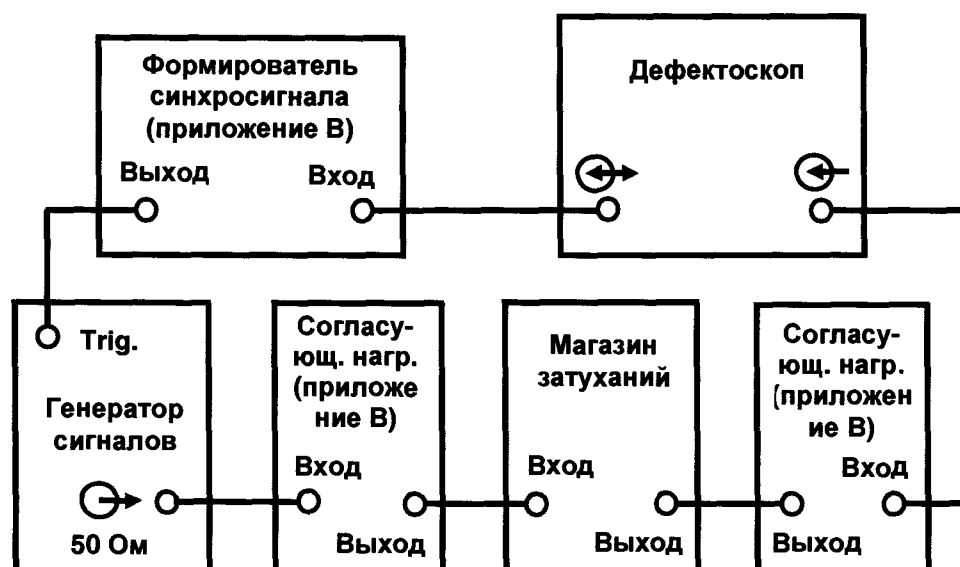 Формирователь
синхросигнала
(приложение В)
Выход
Вход
Дефектоскоп
Trig.
Генератор
сигналов
50 Ом
Согласу-
ющ. нагр.
(приложе
ние В)
Вход
Выход
Магазин
затуханий
Вход
Выход
Согласу-
ющ. нагр.
(приложен
ие В)
Вход
Выход